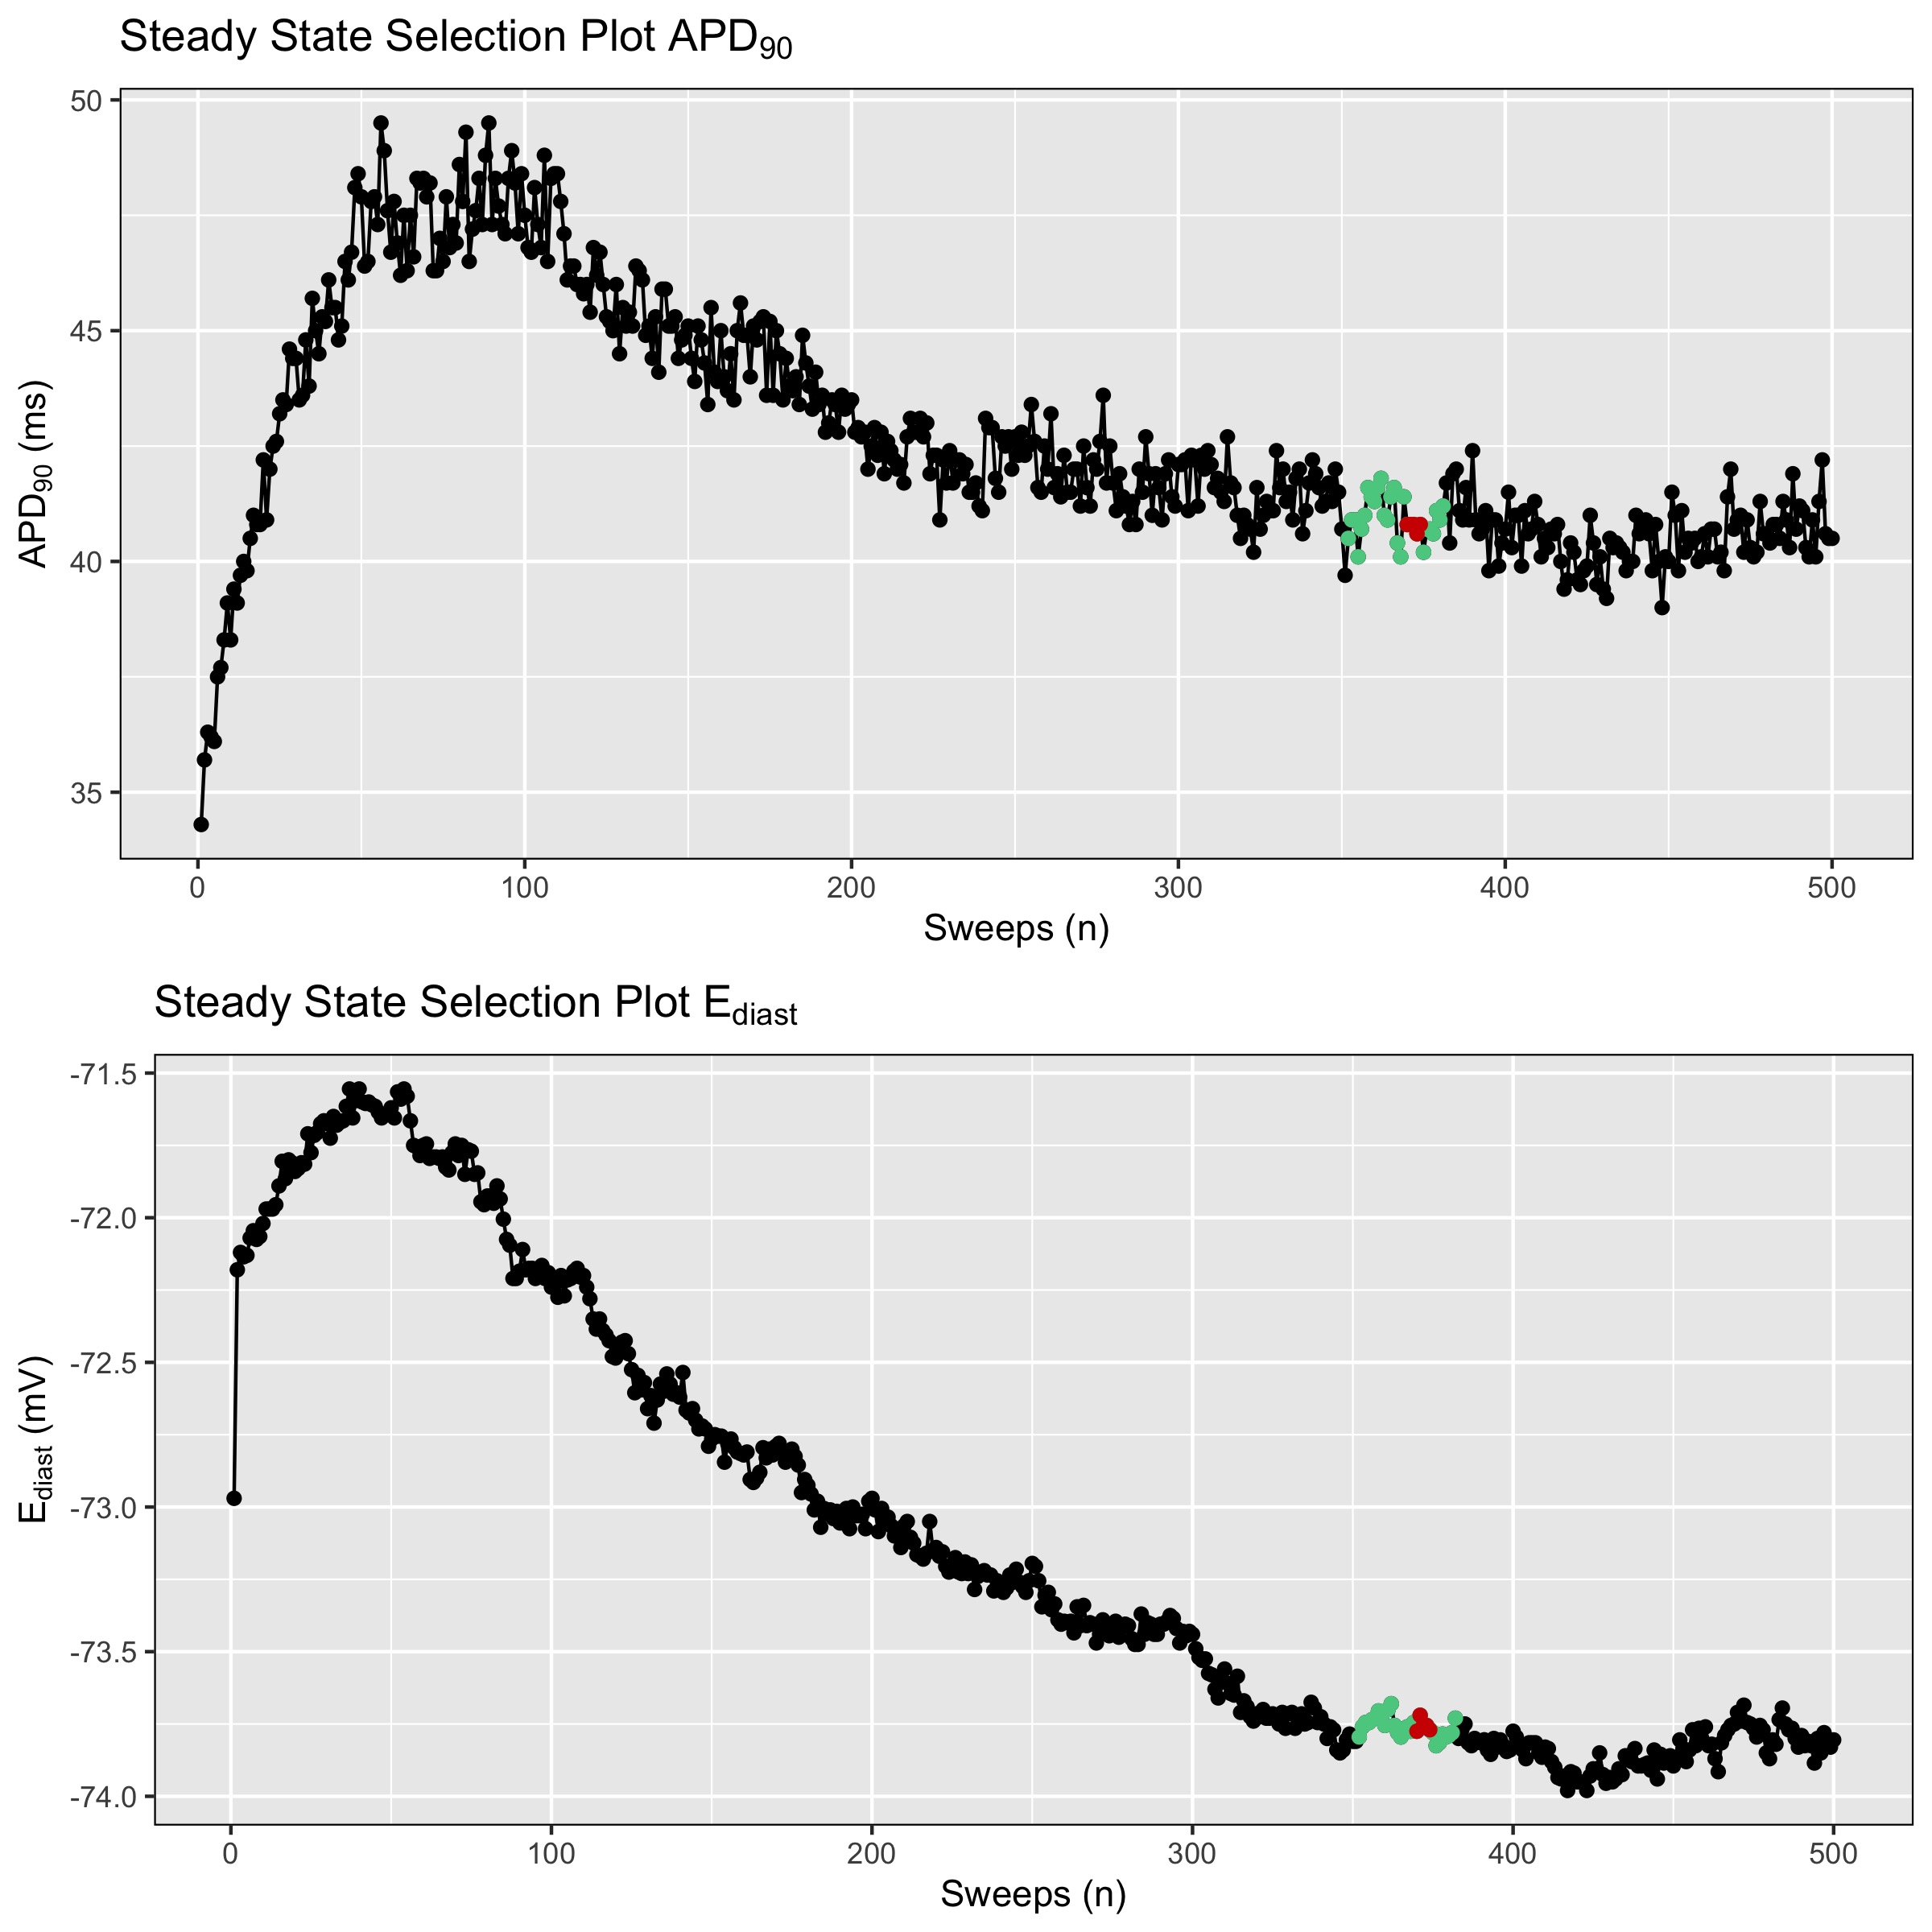 Steady State Selection Plot APD90
50
45
40
35
APD90 (ms)
0 100 200 300 400 500
Sweeps (n)
Steady State Selection Plot Ediast
-71.5
-72.0
-72.5
-73.0
-73.5
-74.0
Ediast (mV)
0 100 200 300 400 500
Sweeps (n)